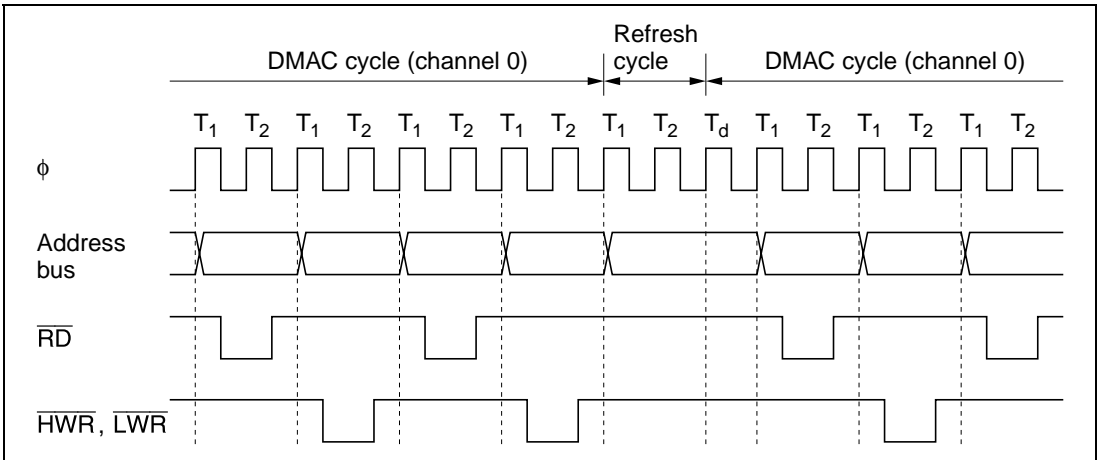 Refresh
DMAC cycle (channel 0) cycle DMAC cycle (channel 0)
T1 T2 T1 T2 T1 T2 T1 T2 T1 T2 Td T1 T2 T1 T2 T1 T2
φ
Address
bus
RD
HWR, LWR